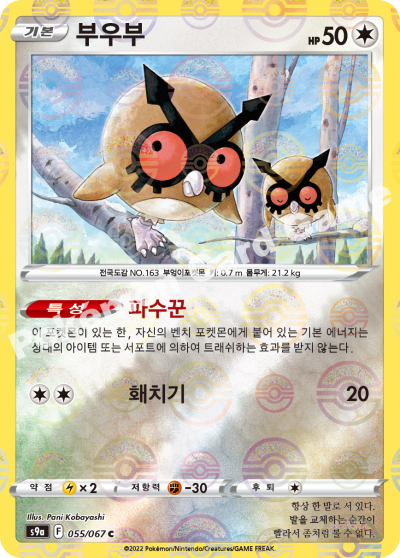 기본 부우부 HP 50
전국도감 NO.163 부엉이포켓몬 키: 0.7 m 몸무게: 21.2 kg
특성 파수꾼
이 포켓몬이 있는 한, 자신의 벤치 포켓몬에게 붙어 있는 기본 에너지는
상대의 아이템 또는 서포트에 의하여 트래쉬하는 효과를 받지 않는다.
홰치기 20
약점 ×2 저항력 -30 후퇴
Illus. Pani Kobayashi
s9a F 055/067 C
항상 한 발로 서 있다.
발을 교체하는 순간이
빨라서 좀처럼 볼 수 없다.
©2022 Pokémon/Nintendo/Creatures/GAME FREAK.